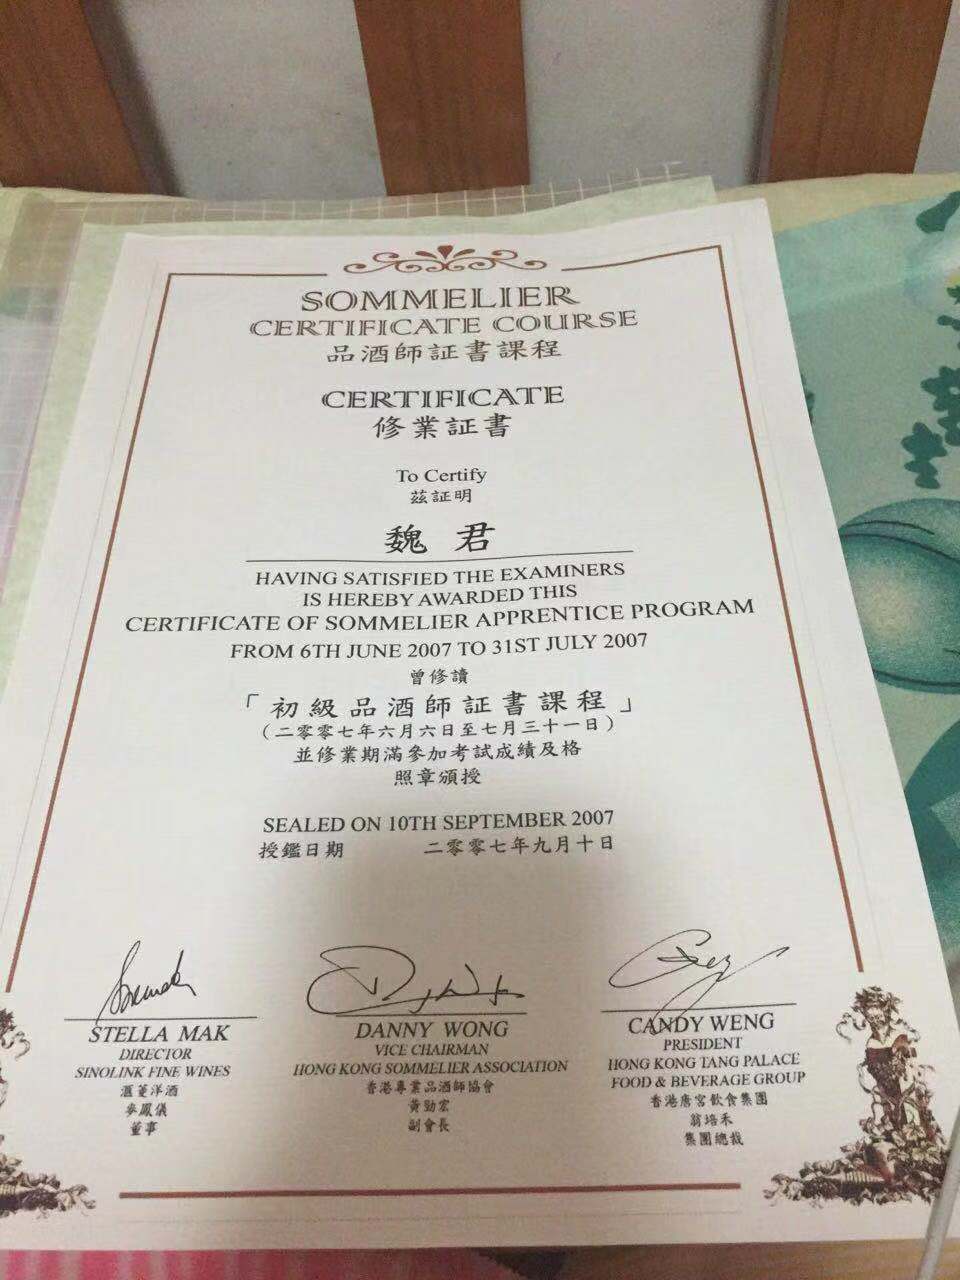 SOMMELIER
CERTIFICATE COURSE
品酒師証書課程
CERTIFICATE
修業証書
To Certify
茲証明
魏 君
HAVING SATISFIED THE EXAMINERS
IS HEREBY AWARDED THIS
CERTIFICATE OF SOMMELIER APPRENTICE PROGRAM
FROM 6TH JUNE 2007 TO 31ST JULY 2007
曾修讀
「初級品酒師証書課程」
（二零零七年六月六日至七月三十一日）
並修業期滿參加考試成績及格
照章頒授
SEALED ON 10TH SEPTEMBER 2007
授鑑日期 二零零七年九月十日
STELLA MAK
DIRECTOR
SINOLINK FINE WINES
滙菫洋酒
麥鳳儀
董事
DANNY WONG
VICE CHAIRMAN
HONG KONG SOMMELIER ASSOCIATION
香港專業品酒師協會
黃勁宏
副會長
CANDY WENG
PRESIDENT
HONG KONG TANG PALACE
FOOD & BEVERAGE GROUP
香港唐宮飲食集團
翁培禾
集團總裁